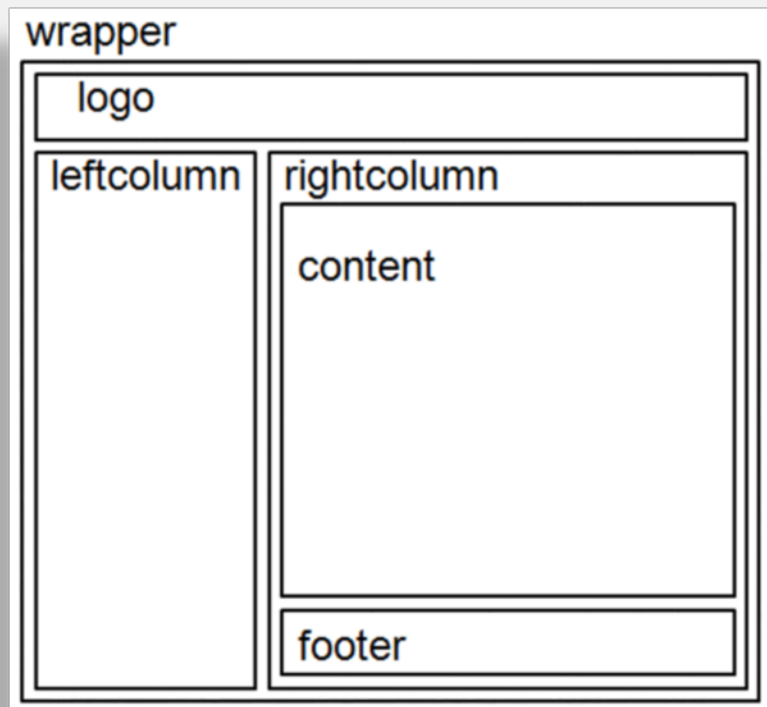 wrapper
logo
leftcolumn
rightcolumn
content
footer